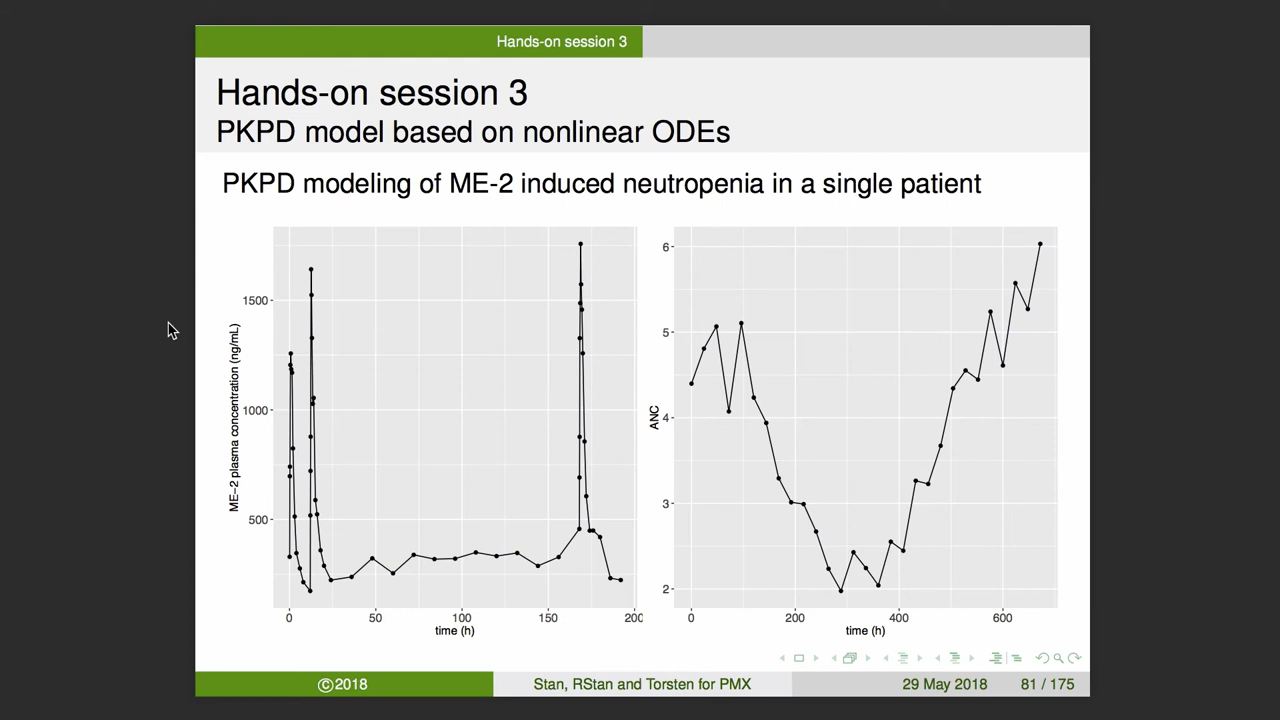 Hands-on session 3
Hands-on session 3
PKPD model based on nonlinear ODEs
PKPD modeling of ME-2 induced neutropenia in a single patient
ME−2 plasma concentration (ng/mL)
1500
1000
500
0 50 100 150 200
time (h)
ANC
6
5
4
3
2
0 200 400 600
time (h)
©2018 Stan, RStan and Torsten for PMX 29 May 2018 81 / 175